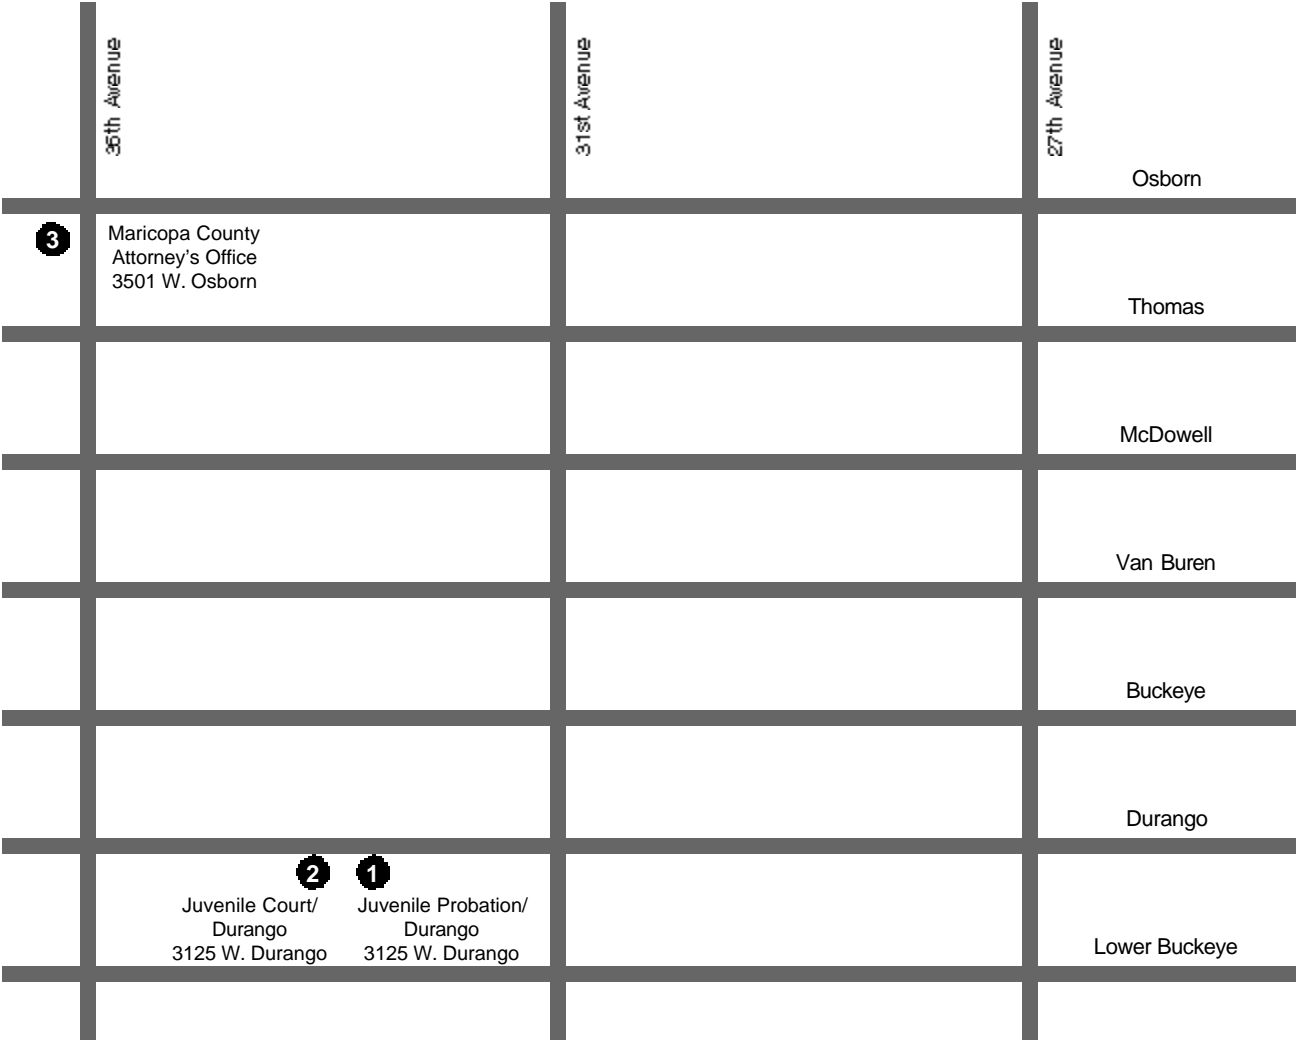 35th Avenue
31st Avenue
27th Avenue
Osborn
3
Maricopa County
Attorney's Office
3501 W. Osborn
Thomas
McDowell
Van Buren
Buckeye
Durango
2
1
Juvenile Court/
Durango
3125 W. Durango
Juvenile Probation/
Durango
3125 W. Durango
Lower Buckeye